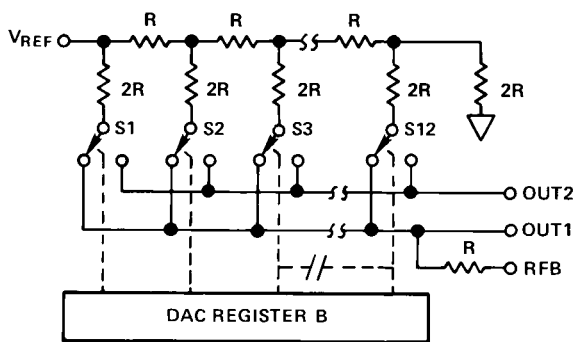 R R R
VREF
2R 2R 2R 2R 2R
S1 S2 S3 S12
OUT2
OUT1
R
RFB
DAC REGISTER B